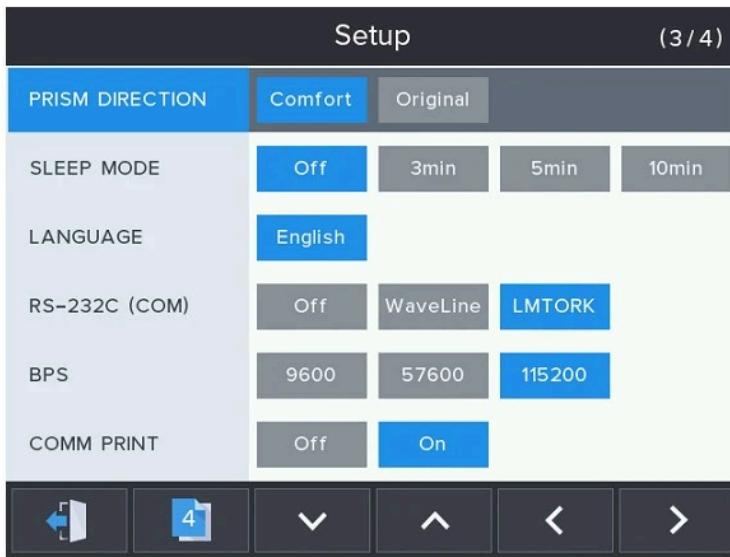 Setup (3/4)
PRISM DIRECTION Comfort Original
SLEEP MODE Off 3min 5min 10min
LANGUAGE English
RS-232C (COM) Off WaveLine LMTORK
BPS 9600 57600 115200
COMM PRINT Off On
4